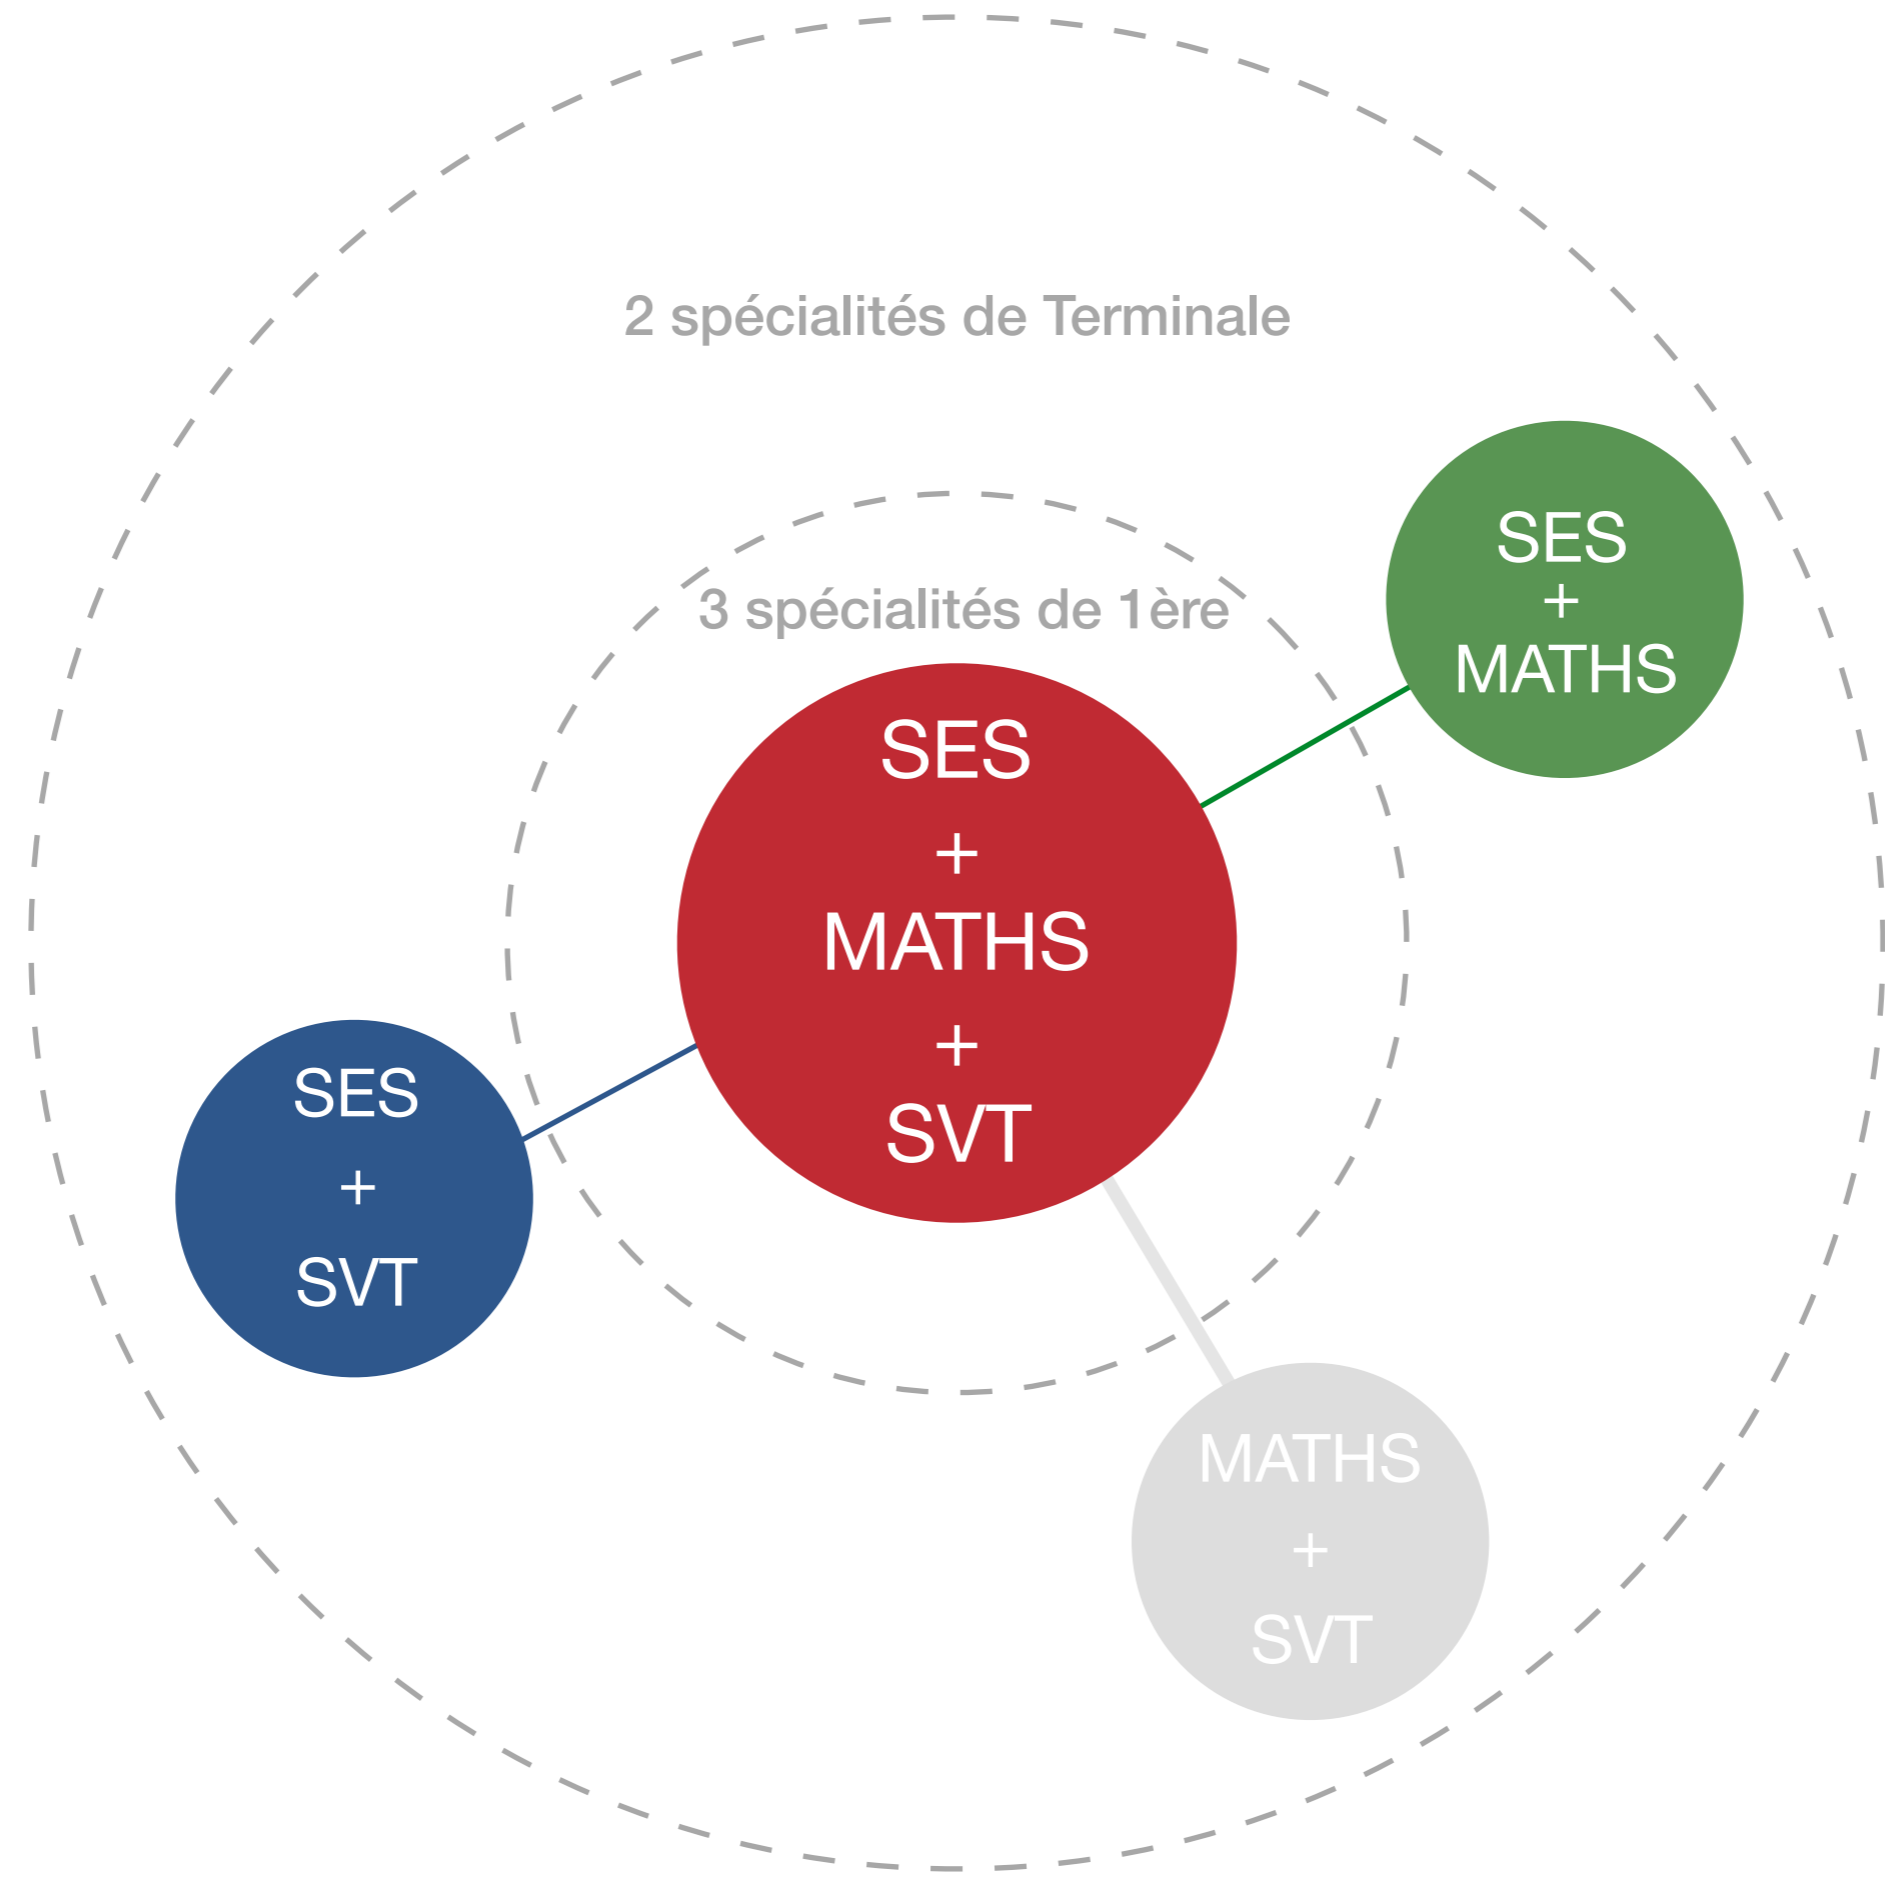 2 spécialités de Terminale
3 spécialités de 1ère
SES
+
MATHS
SES
+
MATHS
+
SVT
SES
+
SVT
MATHS
+
SVT